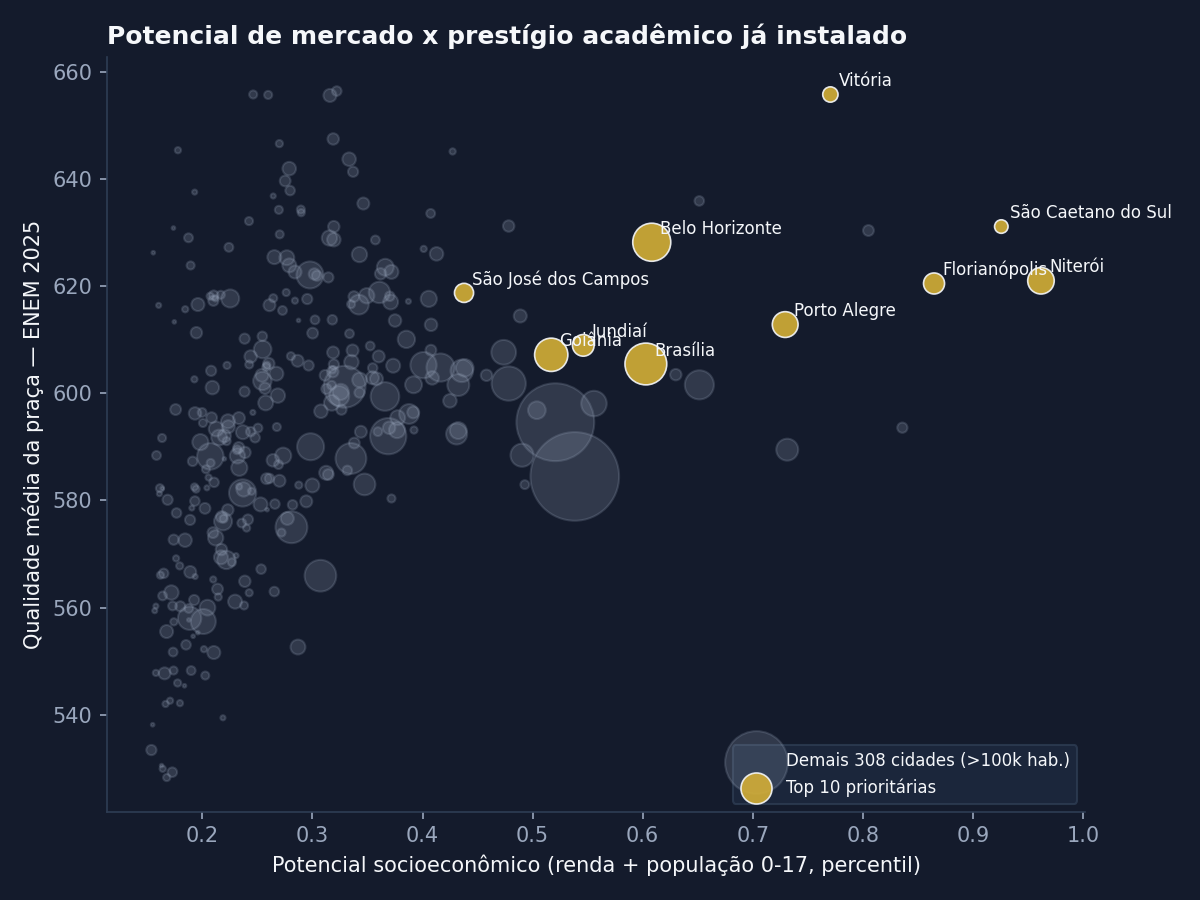 Potencial de mercado x prestígio acadêmico já instalado
660
640
620
600
580
560
540
Qualidade média da praça — ENEM 2025
Vitória
São Caetano do Sul
Belo Horizonte
Florianópolis
Niterói
São José dos Campos
Porto Alegre
Jundiaí
Goiânia
Brasília
Demais 308 cidades (>100k hab.)
Top 10 prioritárias
0.2 0.3 0.4 0.5 0.6 0.7 0.8 0.9 1.0
Potencial socioeconômico (renda + população 0-17, percentil)